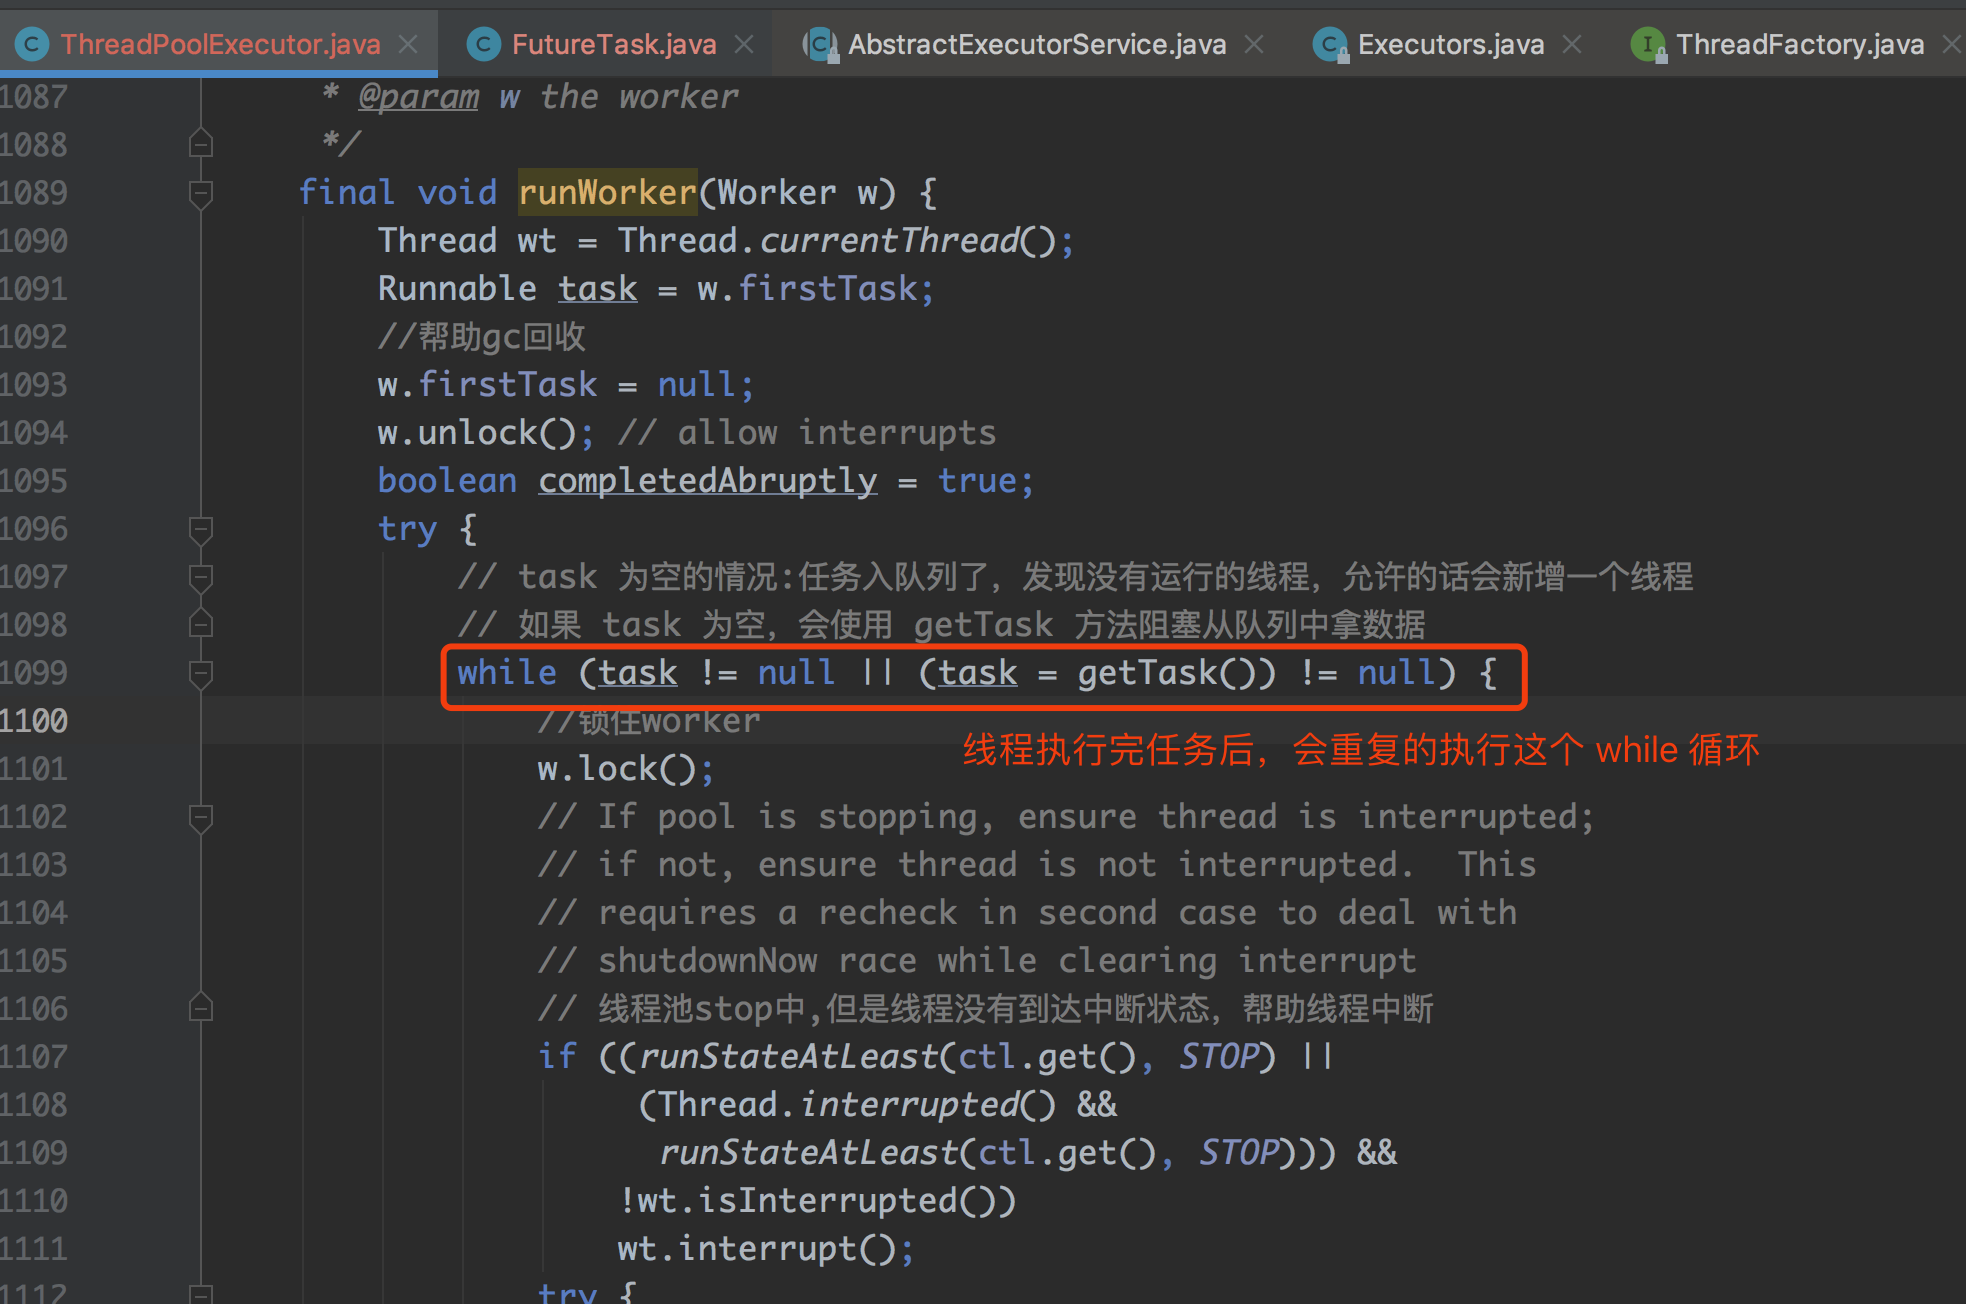 ThreadPoolExecutor.java FutureTask.java AbstractExecutorService.java Executors.java ThreadFactory.java
1087 * @param w the worker
1088 */
1089 final void runWorker(Worker w) {
1090 Thread wt = Thread.currentThread();
1091 Runnable task = w.firstTask;
1092 //帮助gc回收
1093 w.firstTask = null;
1094 w.unlock(); // allow interrupts
1095 boolean completedAbruptly = true;
1096 try {
1097 // task 为空的情况:任务入队列了，发现没有运行的线程，允许的话会新增一个线程
1098 // 如果 task 为空，会使用 getTask 方法阻塞从队列中拿数据
1099 while (task != null || (task = getTask()) != null) {
1100 //锁住worker
线程执行完任务后，会重复的执行这个 while 循环
1101 w.lock();
1102 // If pool is stopping, ensure thread is interrupted;
1103 // if not, ensure thread is not interrupted.  This
1104 // requires a recheck in second case to deal with
1105 // shutdownNow race while clearing interrupt
1106 // 线程池stop中,但是线程没有到达中断状态，帮助线程中断
1107 if ((runStateAtLeast(ctl.get(), STOP) ||
1108 (Thread.interrupted() &&
1109 runStateAtLeast(ctl.get(), STOP))) &&
1110 !wt.isInterrupted())
1111 wt.interrupt();
1112 try {